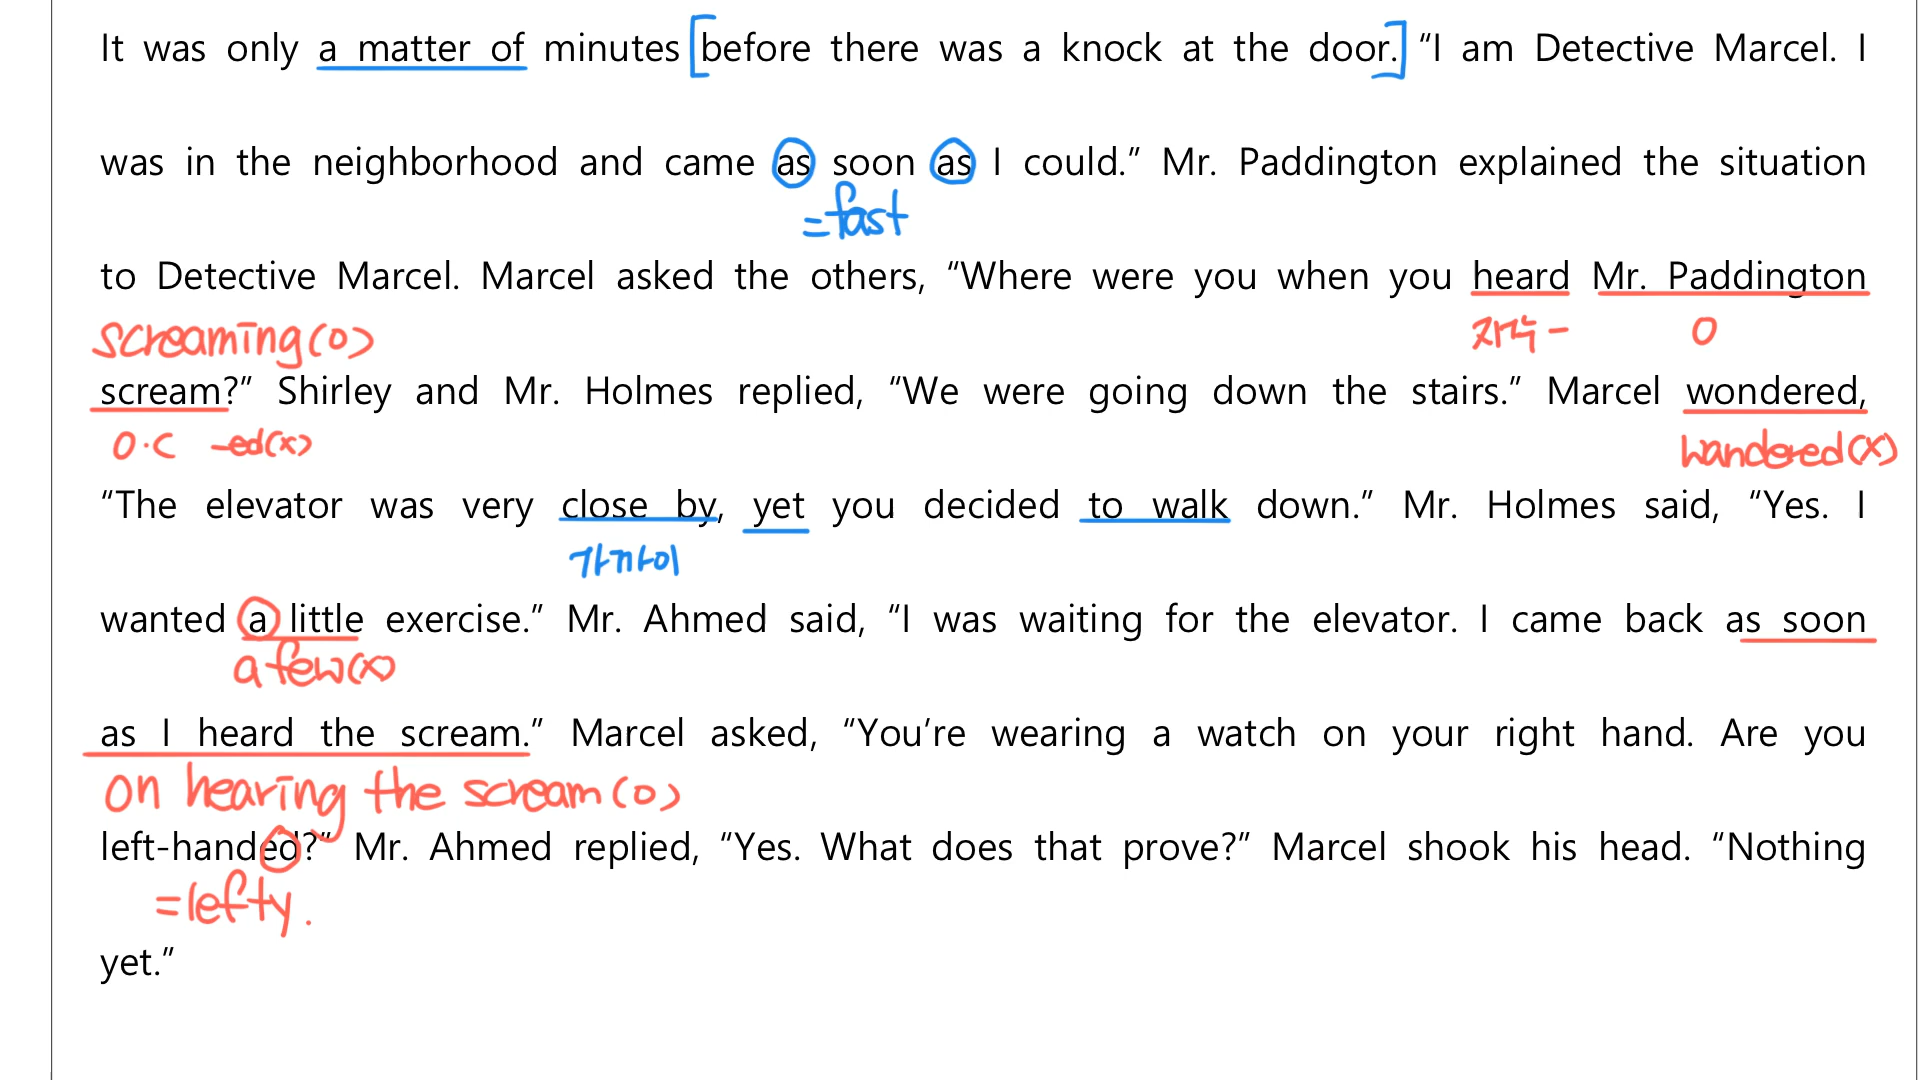 It was only a matter of minutes [before there was a knock at the door.] “I am Detective Marcel. I
was in the neighborhood and came as soon as I could.” Mr. Paddington explained the situation
=fast
to Detective Marcel. Marcel asked the others, “Where were you when you heard Mr. Paddington
screaming(O) 지각 - O
scream?” Shirley and Mr. Holmes replied, “We were going down the stairs.” Marcel wondered,
O·C -ed(x) wandered(x)
“The elevator was very close by, yet you decided to walk down.” Mr. Holmes said, “Yes. I
가까이
wanted a little exercise.” Mr. Ahmed said, “I was waiting for the elevator. I came back as soon
a few(x)
as I heard the scream.” Marcel asked, “You’re wearing a watch on your right hand. Are you
on hearing the scream(O)
left-handed?” Mr. Ahmed replied, “Yes. What does that prove?” Marcel shook his head. “Nothing
=lefty.
yet.”